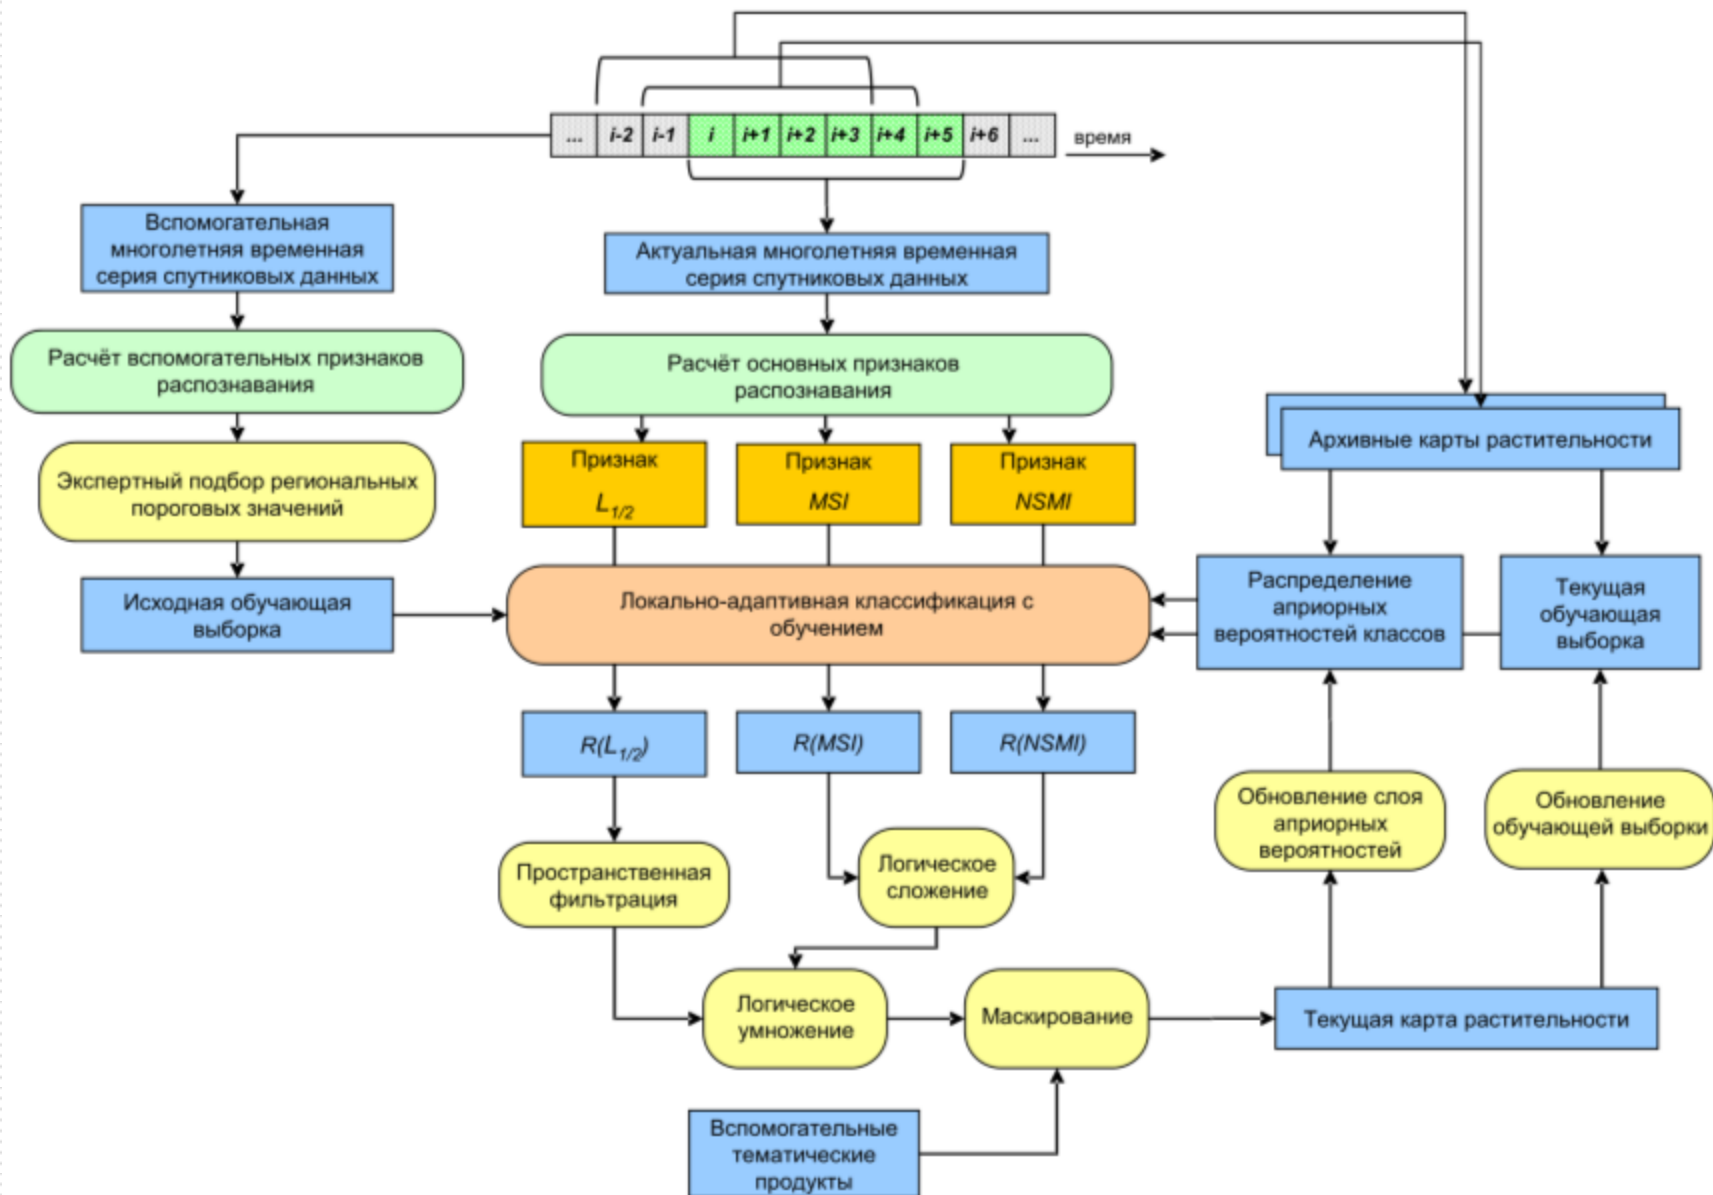 ... i-2 i-1 i i+1 i+2 i+3 i+4 i+5 i+6 ...
время
Вспомогательная
многолетняя временная
серия спутниковых данных
Актуальная многолетняя временная
серия спутниковых данных
Расчёт вспомогательных признаков
распознавания
Расчёт основных признаков
распознавания
Архивные карты растительности
Экспертный подбор региональных
пороговых значений
Признак
L1/2
Признак
MSI
Признак
NSMI
Исходная обучающая
выборка
Локально-адаптивная классификация с
обучением
Распределение
априорных
вероятностей классов
Текущая
обучающая
выборка
R(L1/2)
R(MSI)
R(NSMI)
Обновление слоя
априорных
вероятностей
Обновление
обучающей выборки
Пространственная
фильтрация
Логическое
сложение
Логическое
умножение
Маскирование
Текущая карта растительности
Вспомогательные
тематические
продукты